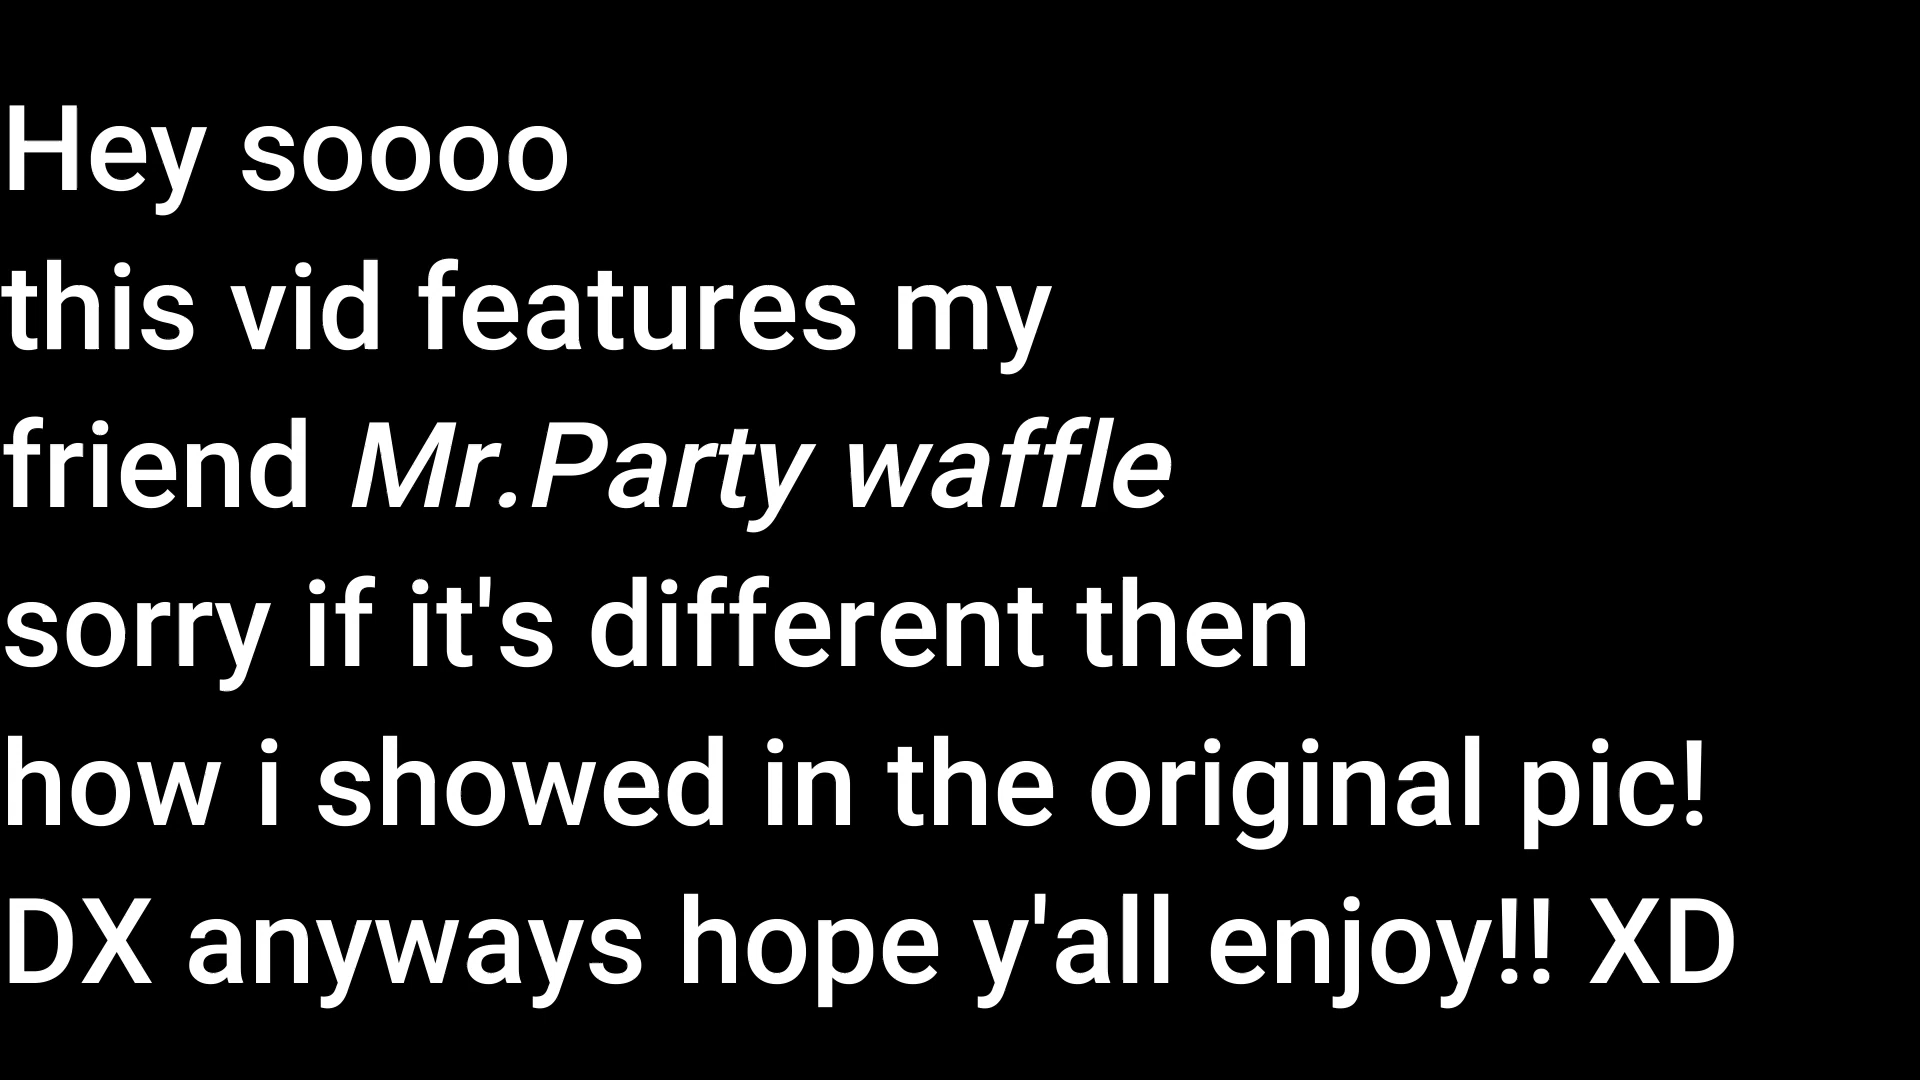 Hey soooo
this vid features my
friend Mr.Party waffle
sorry if it's different then
how i showed in the original pic!
DX anyways hope y'all enjoy!! XD